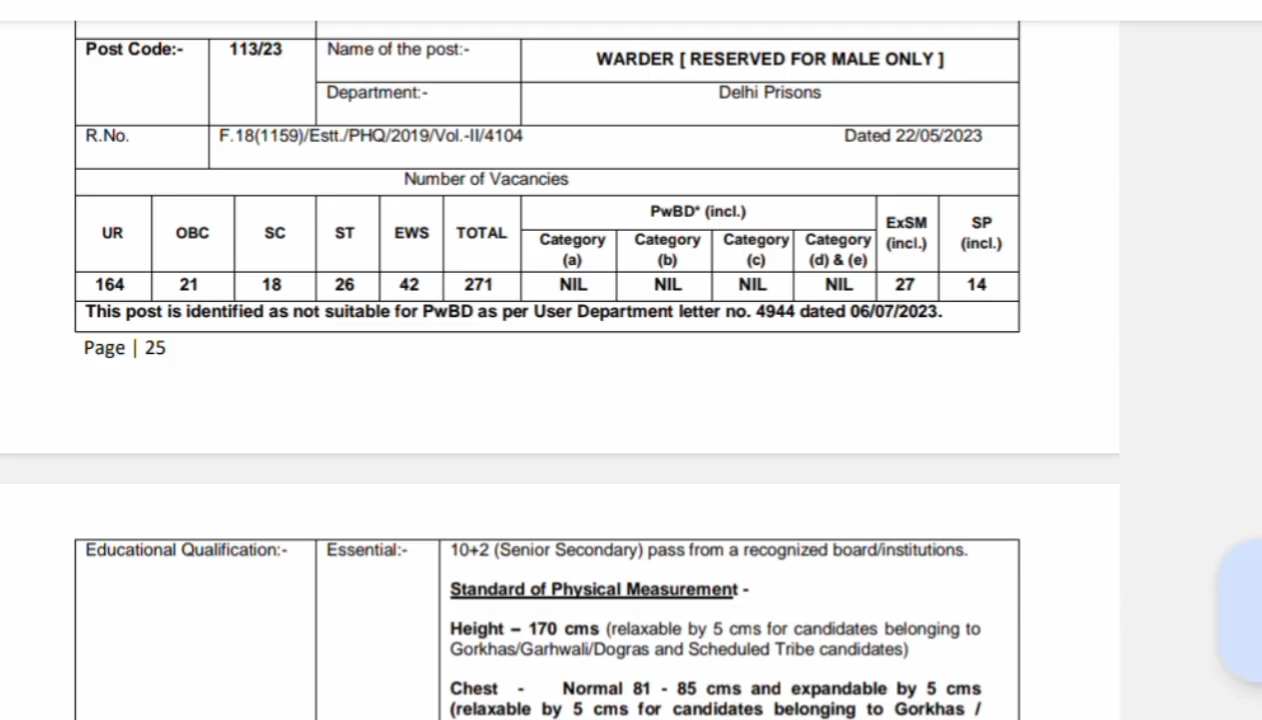 Post Code:- 113/23 Name of the post:- WARDER [ RESERVED FOR MALE ONLY ]
Department:- Delhi Prisons
R.No. F.18(1159)/Estt./PHQ/2019/Vol.-II/4104 Dated 22/05/2023
Number of Vacancies
UR OBC SC ST EWS TOTAL PwBD* (incl.) ExSM (incl.) SP (incl.)
Category (a) Category (b) Category (c) Category (d) & (e)
164 21 18 26 42 271 NIL NIL NIL NIL 27 14
This post is identified as not suitable for PwBD as per User Department letter no. 4944 dated 06/07/2023.
Page | 25
Educational Qualification:- Essential:- 10+2 (Senior Secondary) pass from a recognized board/institutions.
Standard of Physical Measurement -
Height – 170 cms (relaxable by 5 cms for candidates belonging to
Gorkhas/Garhwali/Dogras and Scheduled Tribe candidates)
Chest - Normal 81 - 85 cms and expandable by 5 cms
(relaxable by 5 cms for candidates belonging to Gorkhas /